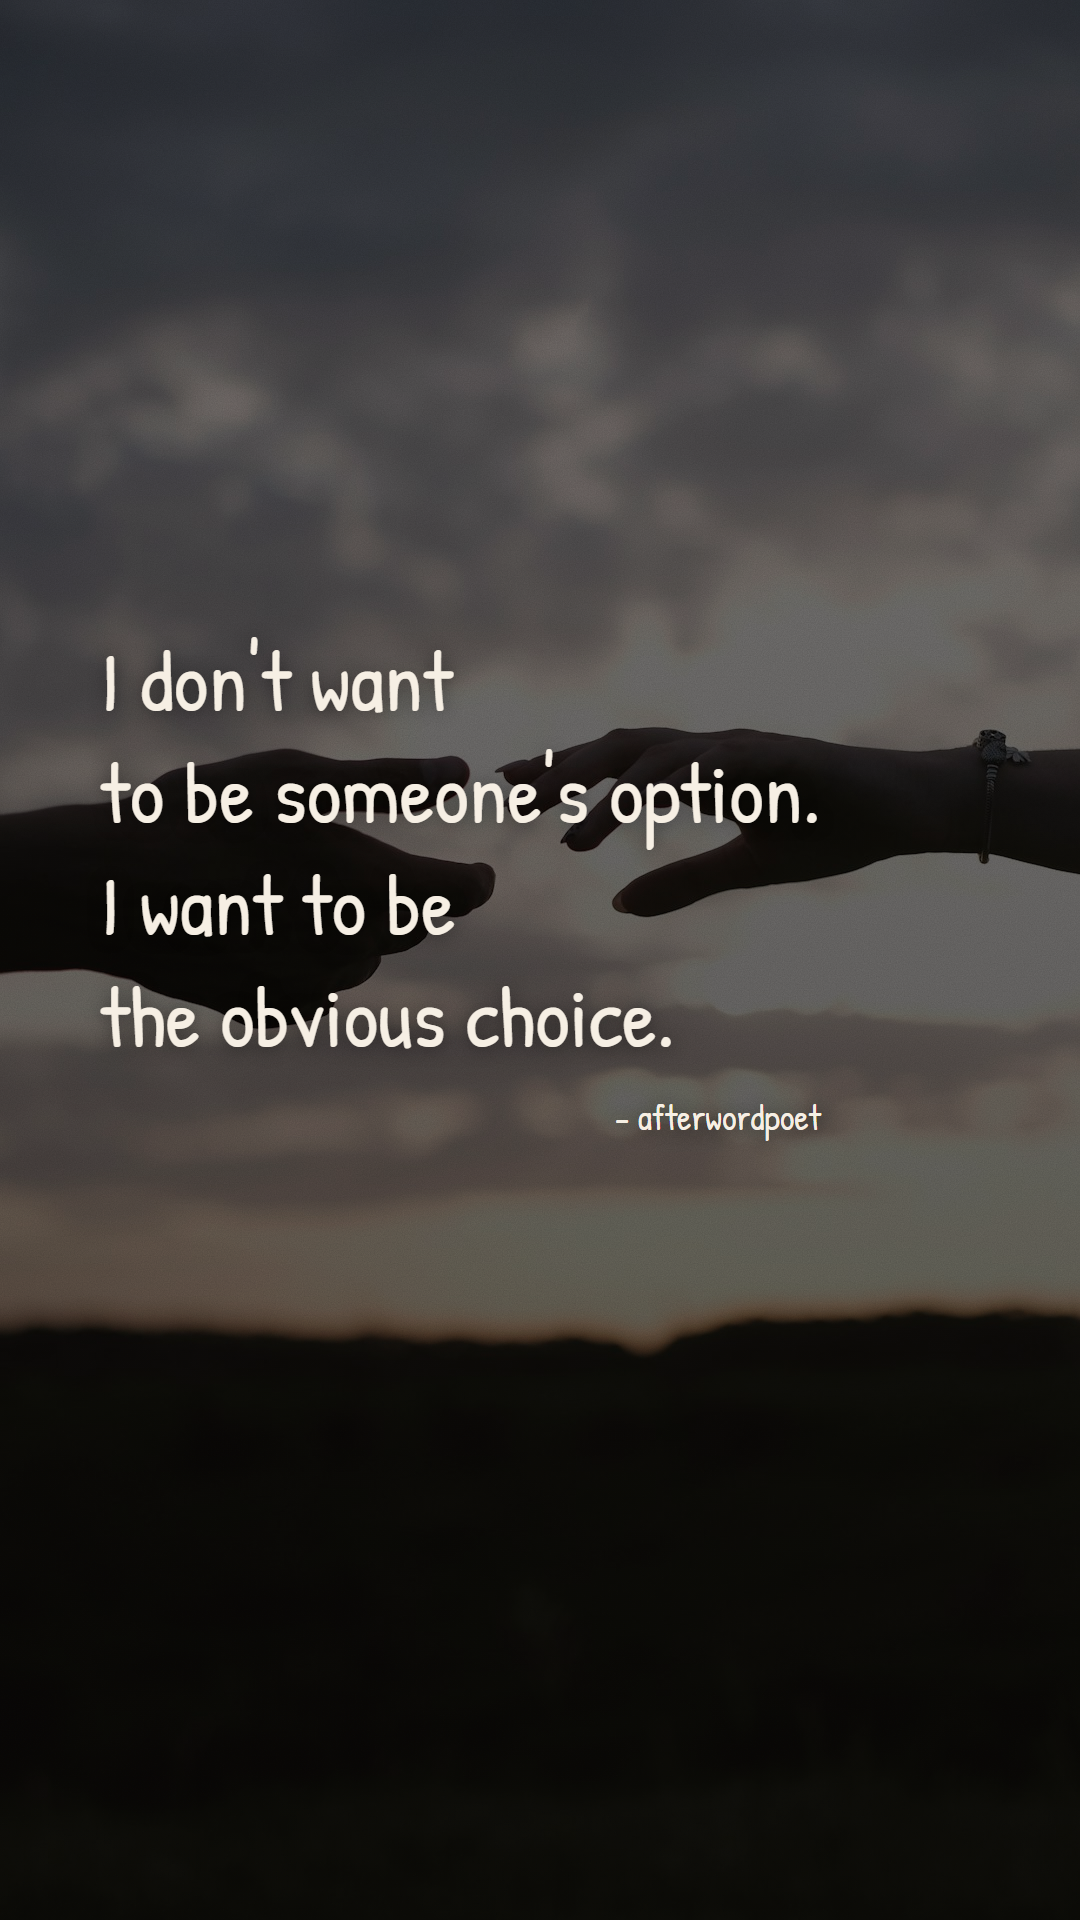 I don't want
to be someone's option.
I want to be
the obvious choice.
- afterwordpoet